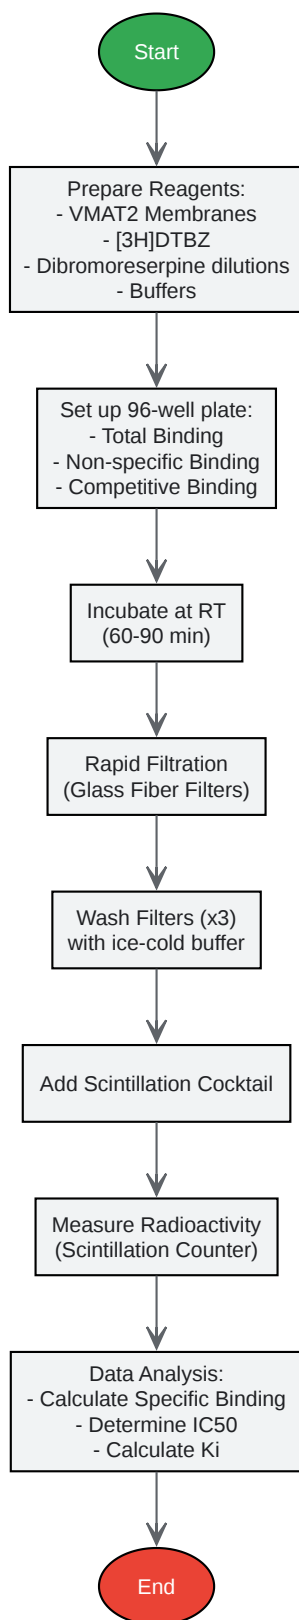 Start
Prepare Reagents:
- VMAT2 Membranes
- [3H]DTBZ
- Dibromoreserpine dilutions
- Buffers
Set up 96-well plate:
- Total Binding
- Non-specific Binding
- Competitive Binding
Incubate at RT
(60-90 min)
Rapid Filtration
(Glass Fiber Filters)
Wash Filters (x3)
with ice-cold buffer
Add Scintillation Cocktail
Measure Radioactivity
(Scintillation Counter)
Data Analysis:
- Calculate Specific Binding
- Determine IC50
- Calculate Ki
End